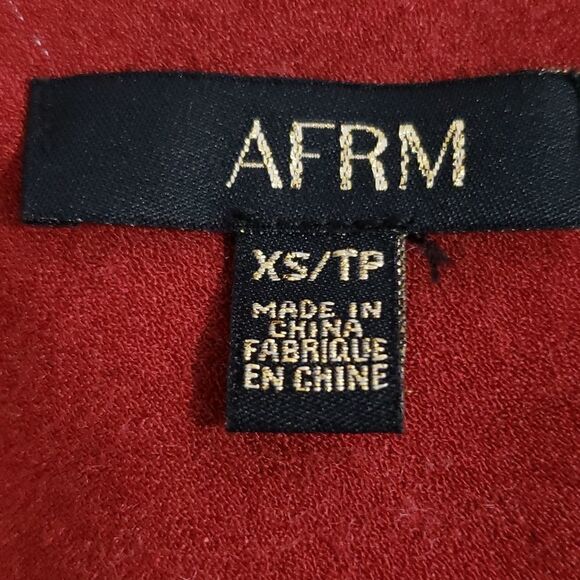 AFRM
XS/TP
MADE IN
CHINA
FABRIQUE
EN CHINE